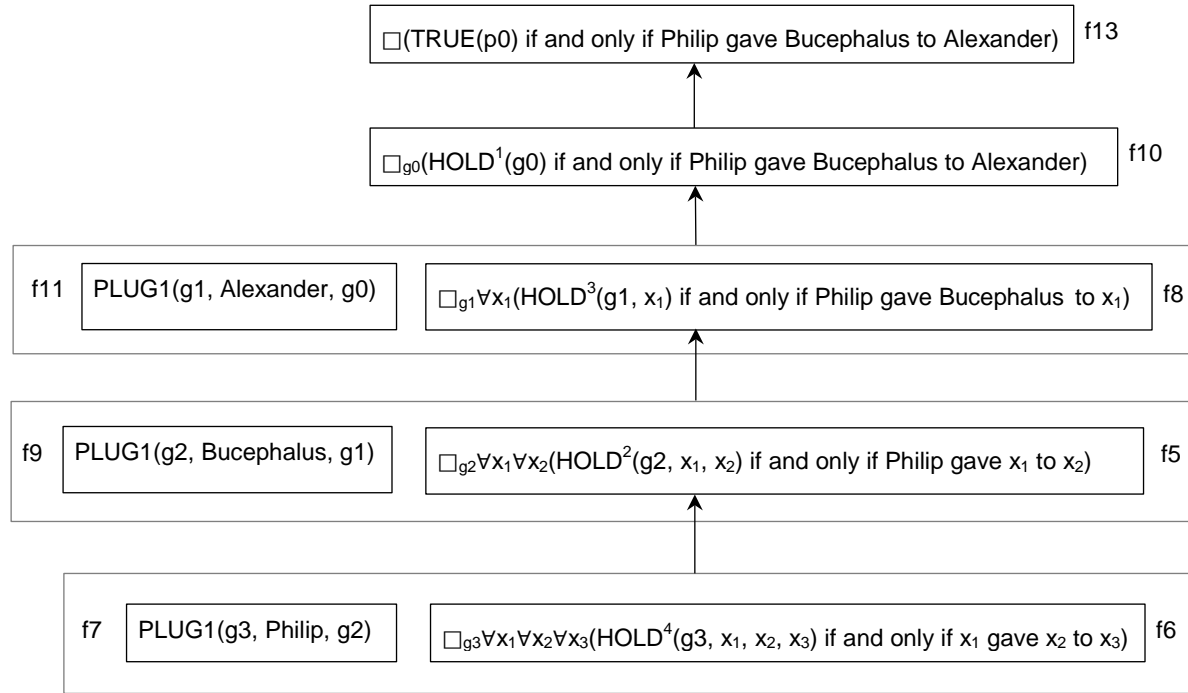 □(TRUE(p0) if and only if Philip gave Bucephalus to Alexander) f13
□g0(HOLD¹(g0) if and only if Philip gave Bucephalus to Alexander) f10
f11 PLUG1(g1, Alexander, g0) □g1∀x₁(HOLD³(g1, x₁) if and only if Philip gave Bucephalus to x₁) f8
f9 PLUG1(g2, Bucephalus, g1) □g2∀x₁∀x₂(HOLD²(g2, x₁, x₂) if and only if Philip gave x₁ to x₂) f5
f7 PLUG1(g3, Philip, g2) □g3∀x₁∀x₂∀x₃(HOLD⁴(g3, x₁, x₂, x₃) if and only if x₁ gave x₂ to x₃) f6